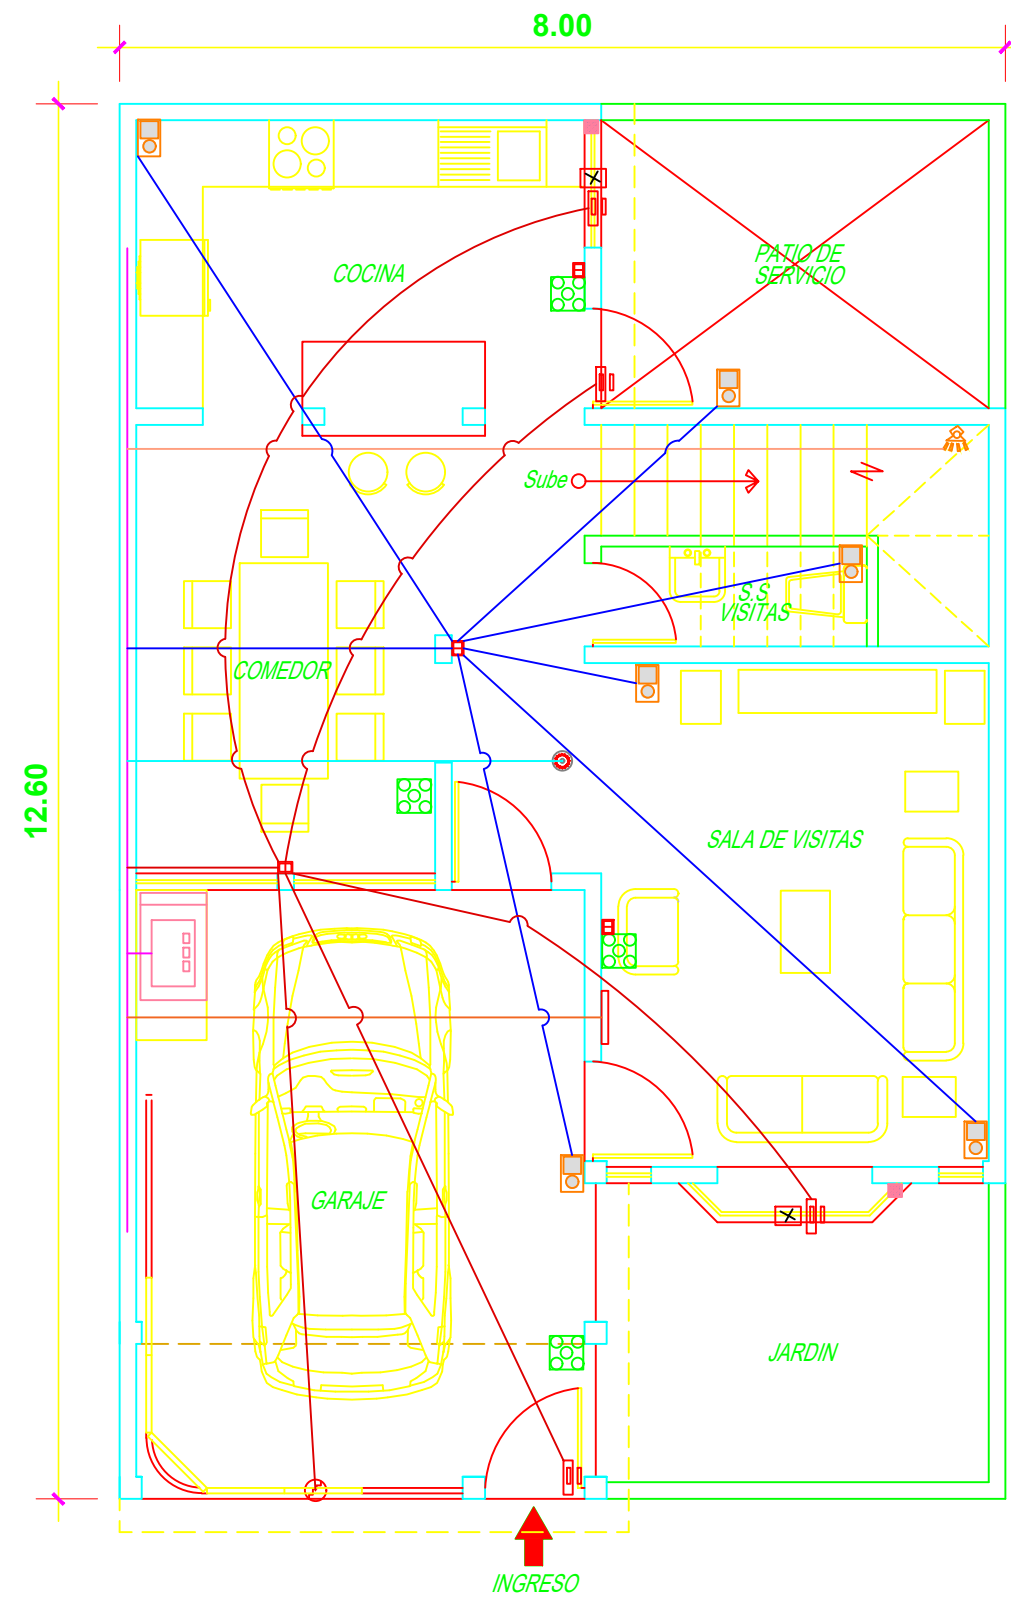 8.00
PATIO DE
SERVICIO
COCINA
Sube
S.S
VISITAS
COMEDOR
12.60
SALA DE VISITAS
GARAJE
JARDIN
INGRESO